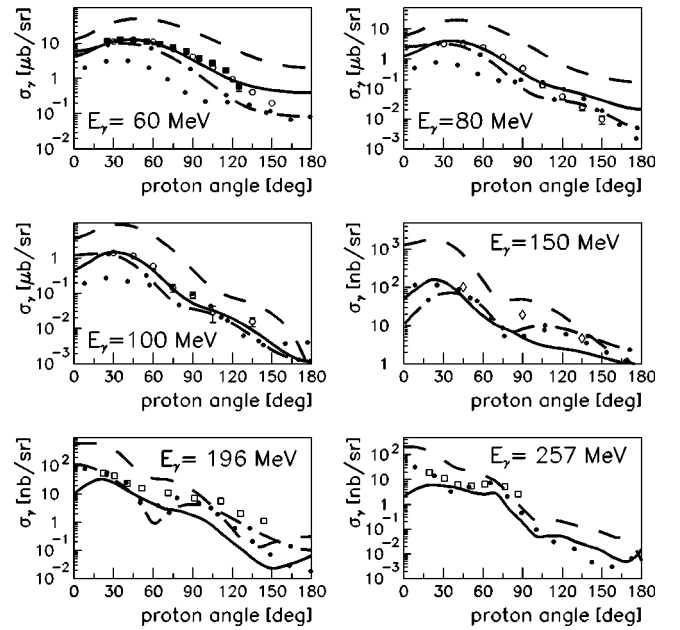 σγ [μb/sr]
10
1
10⁻¹
10⁻²
Eγ= 60 MeV
0 30 60 90 120 150 180
proton angle [deg]
σγ [μb/sr]
10
1
10⁻¹
10⁻²
10⁻³
Eγ= 80 MeV
0 30 60 90 120 150 180
proton angle [deg]
σγ [μb/sr]
1
10⁻¹
10⁻²
10⁻³
Eγ= 100 MeV
0 30 60 90 120 150 180
proton angle [deg]
σγ [nb/sr]
10³
10²
10
1
Eγ= 150 MeV
0 30 60 90 120 150 180
proton angle [deg]
σγ [nb/sr]
10²
10
1
10⁻¹
10⁻²
Eγ= 196 MeV
0 30 60 90 120 150 180
proton angle [deg]
σγ [nb/sr]
10²
10
1
10⁻¹
10⁻²
10⁻³
10⁻⁴
Eγ= 257 MeV
0 30 60 90 120 150 180
proton angle [deg]